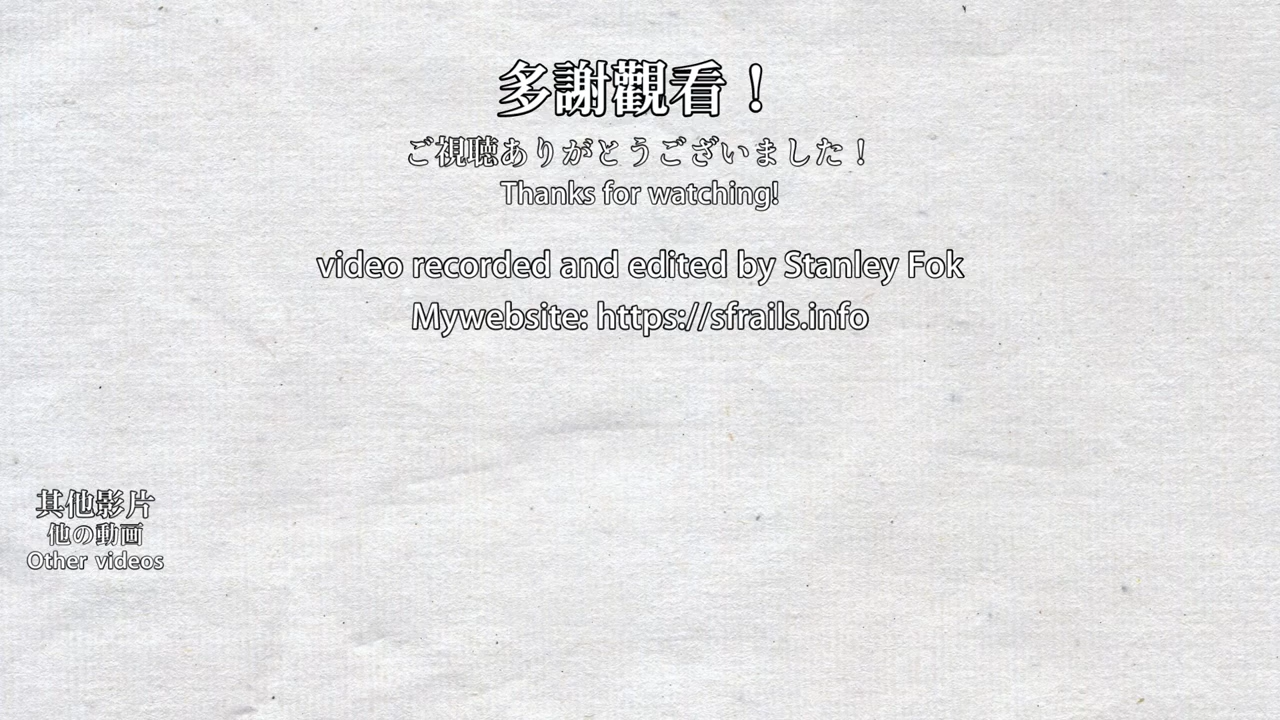 多謝觀看！
ご視聴ありがとうございました！
Thanks for watching!
video recorded and edited by Stanley Fok
Mywebsite: https://sfrails.info
其他影片
他の動画
Other videos